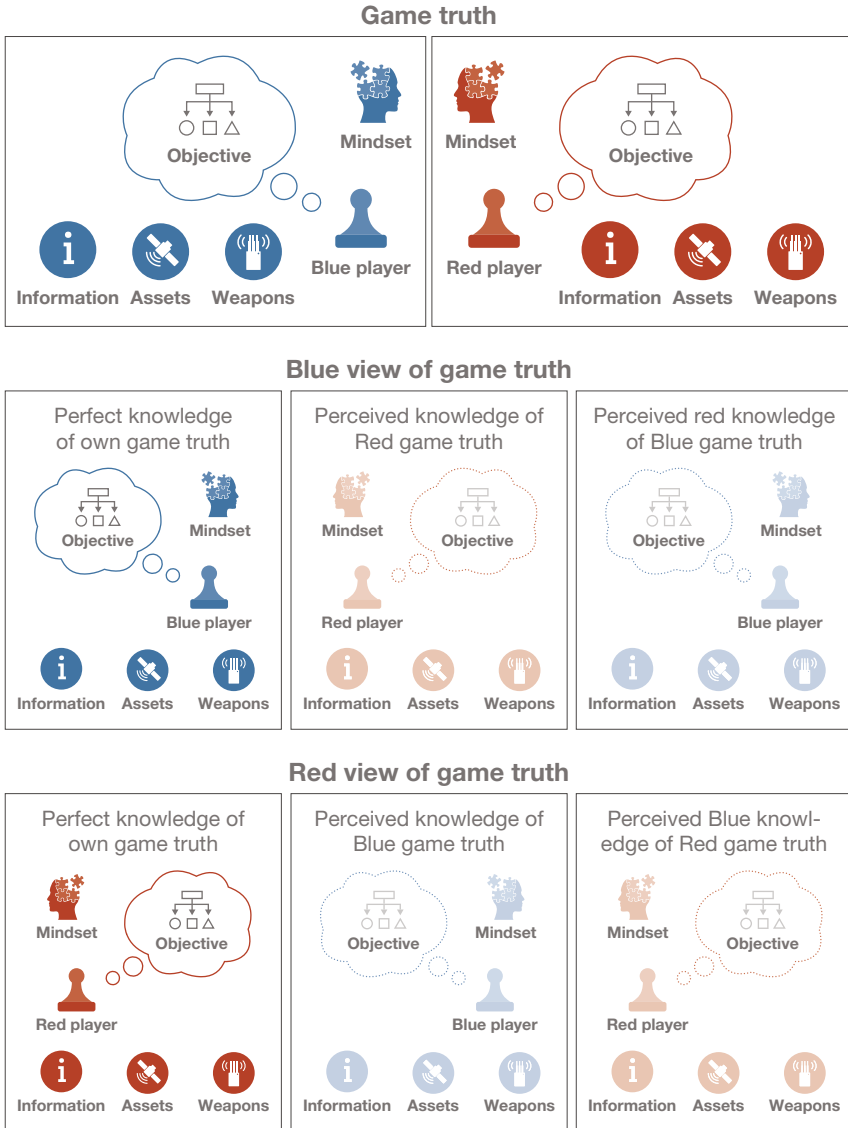 Game truth
Objective
Mindset
Blue player
Information Assets Weapons
Mindset
Objective
Red player
Information Assets Weapons
Blue view of game truth
Perfect knowledge
of own game truth
Objective
Mindset
Blue player
Information Assets Weapons
Perceived knowledge of
Red game truth
Mindset
Objective
Red player
Information Assets Weapons
Perceived red knowledge
of Blue game truth
Objective
Mindset
Blue player
Information Assets Weapons
Red view of game truth
Perfect knowledge of
own game truth
Mindset
Objective
Red player
Information Assets Weapons
Perceived knowledge of
Blue game truth
Objective
Mindset
Blue player
Information Assets Weapons
Perceived Blue knowl-
edge of Red game truth
Mindset
Objective
Red player
Information Assets Weapons